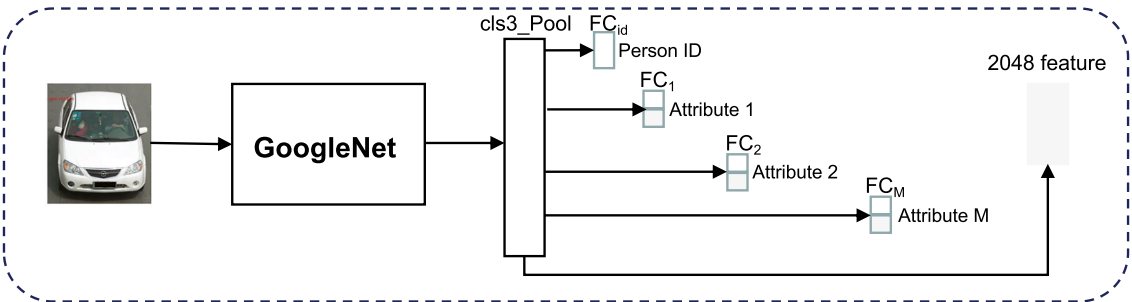 cls3_Pool
FCid
Person ID
2048 feature
FC1
Attribute 1
GoogleNet
FC2
Attribute 2
FCM
Attribute M